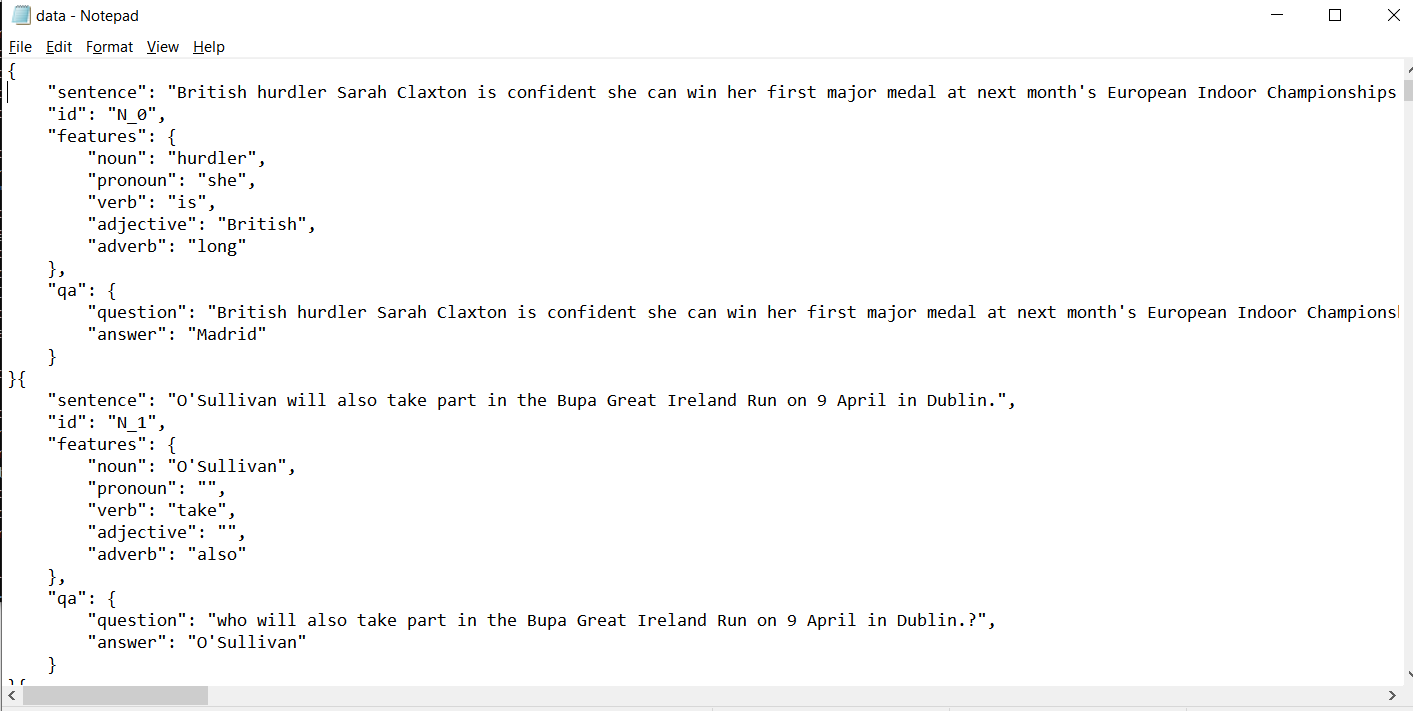 data - Notepad
File Edit Format View Help
{
    "sentence": "British hurdler Sarah Claxton is confident she can win her first major medal at next month's European Indoor Championships
    "id": "N_0",
    "features": {
        "noun": "hurdler",
        "pronoun": "she",
        "verb": "is",
        "adjective": "British",
        "adverb": "long"
    },
    "qa": {
        "question": "British hurdler Sarah Claxton is confident she can win her first major medal at next month's European Indoor
        "answer": "Madrid"
    }
}{
    "sentence": "O'Sullivan will also take part in the Bupa Great Ireland Run on 9 April in Dublin.",
    "id": "N_1",
    "features": {
        "noun": "O'Sullivan",
        "pronoun": "",
        "verb": "take",
        "adjective": "",
        "adverb": "also"
    },
    "qa": {
        "question": "who will also take part in the Bupa Great Ireland Run on 9 April in Dublin.?",
        "answer": "O'Sullivan"
    }
}{